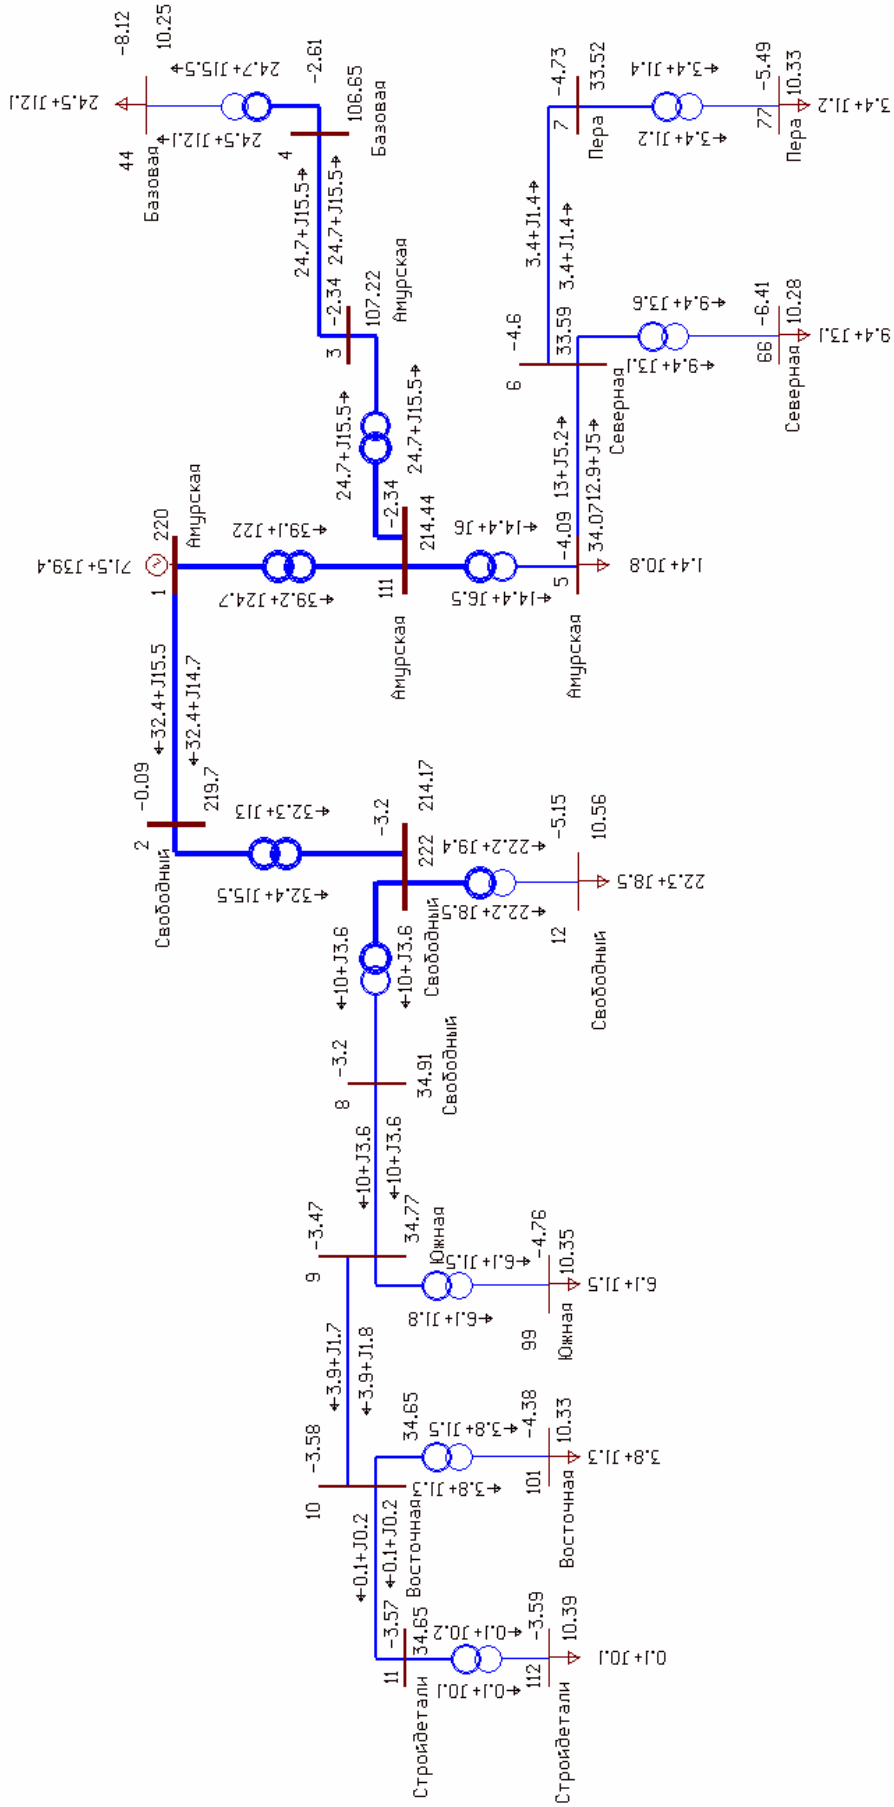 -8.12
24.5+J12.1
10.25
44
Базовая
24.5+J12.1→
24.7+J15.5→
-2.61
4
106.65
Базовая
24.7+J15.5→
24.7+J15.5→
-2.34
3
107.22
Амурская
24.7+J15.5→
24.7+J15.5→
-4.73
7
33.52
Пера
←3.4+J1.4
←3.4+J1.2
-5.49
77
10.33
Пера
3.4+J1.2
3.4+J1.4→
3.4+J1.4→
-4.6
6
33.59
Северная
←9.4+J3.6
←9.4+J3.1
-6.41
66
10.28
Северная
9.4+J3.1
13+J5.2→
12.9+J5→
71.5+J39.4
220
1
Амурская
←39.1+J22
←39.2+J24.7
-2.34
111
214.44
Амурская
←14.4+J6
←14.4+J6.5
-4.09
5
34.07
Амурская
1.4+J0.8
←32.4+J15.5
←32.4+J14.7
-0.09
2
219.7
Свободный
←32.3+J13
←32.4+J15.5
-3.2
222
214.17
Свободный
←22.2+J9.4
←22.2+J8.5
-5.15
12
10.56
Свободный
22.3+J8.5
←10+J3.6
←10+J3.6
-3.2
8
34.91
Свободный
←10+J3.6
←10+J3.6
-3.47
9
34.77
Южная
←6.1+J1.5
←6.1+J1.8
-4.76
99
10.35
Южная
6.1+J1.5
←3.9+J1.7
←3.9+J1.8
-3.58
10
34.65
Восточная
←3.8+J1.5
←3.8+J1.3
-4.38
101
10.33
Восточная
3.8+J1.3
←0.1+J0.2
←0.1+J0.2
-3.57
11
34.65
Стройдетали
←0.1+J0.2
←0.1+J0.1
-3.59
112
10.39
Стройдетали
0.1+J0.1